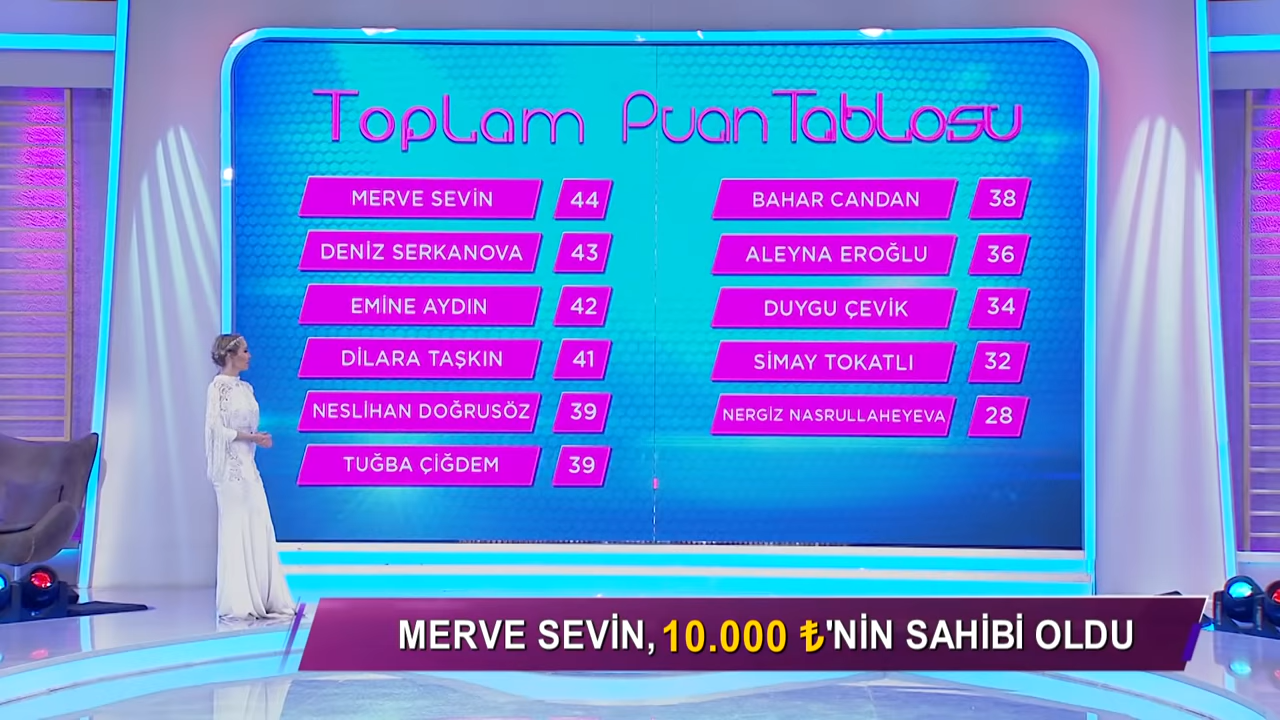 Toplam Puan Tablosu
MERVE SEVİN 44
DENİZ SERKANOVA 43
EMİNE AYDIN 42
DİLARA TAŞKIN 41
NESLİHAN DOĞRUSÖZ 39
TUĞBA ÇİĞDEM 39
BAHAR CANDAN 38
ALEYNA EROĞLU 36
DUYGU ÇEVİK 34
SİMAY TOKATLI 32
NERGİZ NASRULLAHEYEVA 28
MERVE SEVİN, 10.000 ₺'NİN SAHİBİ OLDU